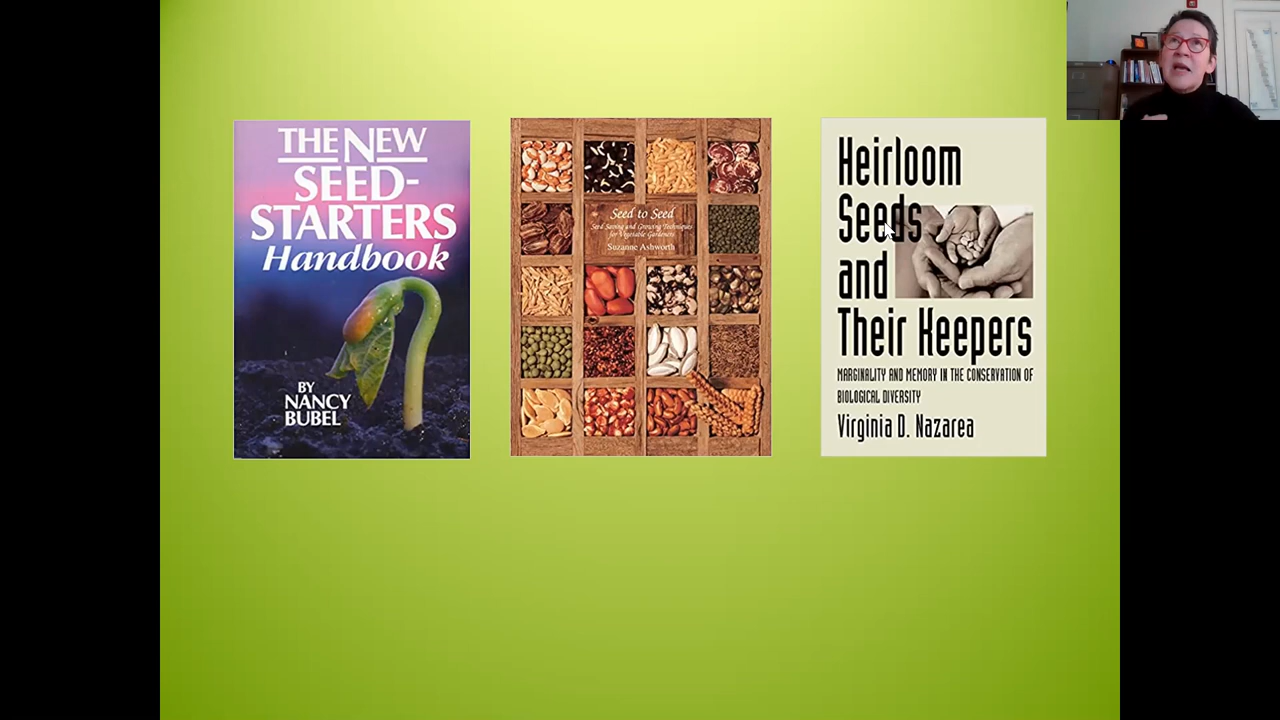 THE NEW
SEED-
STARTERS
Handbook
BY
NANCY
BUBEL
Seed to Seed
Seed Saving and Growing Techniques
for Vegetable Gardeners
Suzanne Ashworth
Heirloom
Seeds
and
Their Keepers
MARGINALITY AND MEMORY IN THE CONSERVATION OF
BIOLOGICAL DIVERSITY
Virginia D. Nazarea